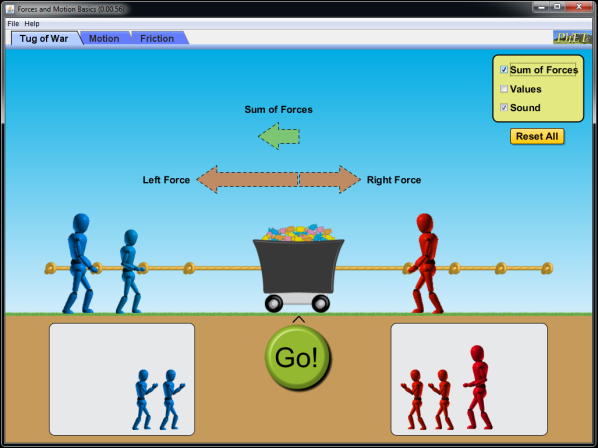 Forces and Motion Basics (0.00.56)
File Help
Tug of War Motion Friction
PhET
Sum of Forces
Values
Sound
Reset All
Sum of Forces
Left Force
Right Force
Go!